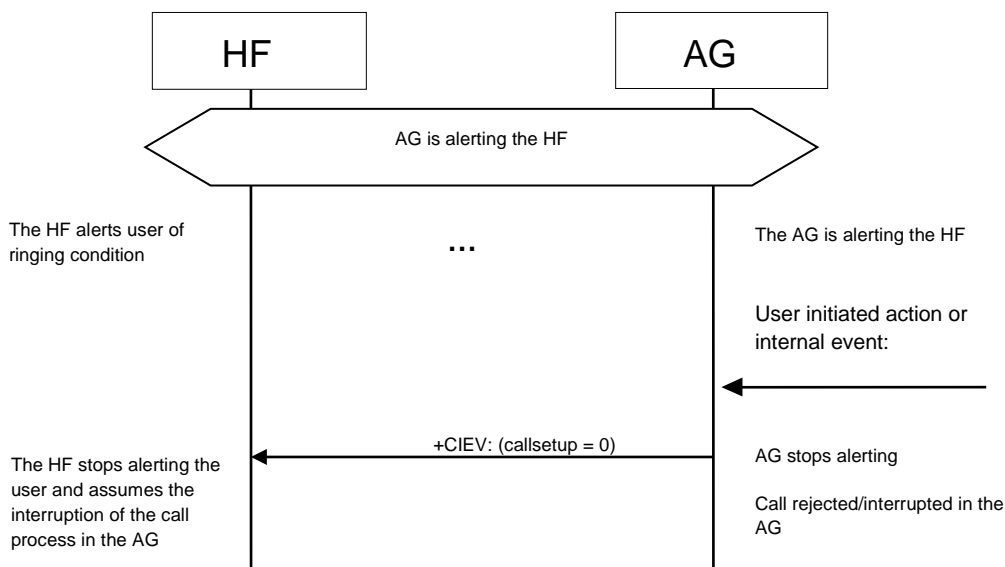 HF
AG
AG is alerting the HF
The HF alerts user of
ringing condition
...
The AG is alerting the HF
User initiated action or
internal event:
+CIEV: (callsetup = 0)
The HF stops alerting the
user and assumes the
interruption of the call
process in the AG
AG stops alerting
Call rejected/interrupted in the
AG